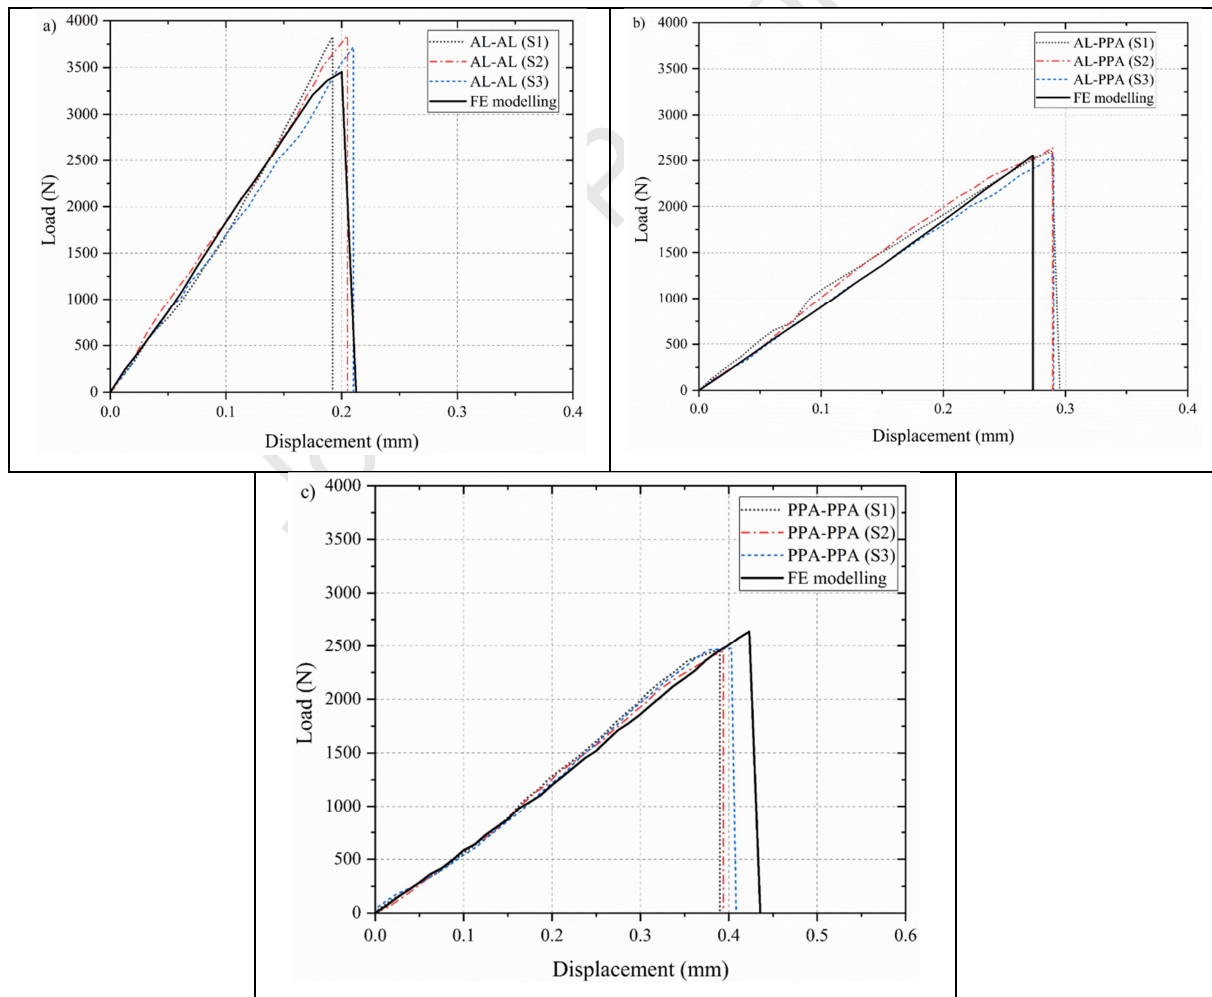 a)
4000
3500
3000
2500
2000
1500
1000
500
0
Load (N)
AL-AL (S1)
AL-AL (S2)
AL-AL (S3)
FE modelling
0.0 0.1 0.2 0.3 0.4
Displacement (mm)
b)
4000
3500
3000
2500
2000
1500
1000
500
0
Load (N)
AL-PPA (S1)
AL-PPA (S2)
AL-PPA (S3)
FE modelling
0.0 0.1 0.2 0.3 0.4
Displacement (mm)
c)
4000
3500
3000
2500
2000
1500
1000
500
0
Load (N)
PPA-PPA (S1)
PPA-PPA (S2)
PPA-PPA (S3)
FE modelling
0.0 0.1 0.2 0.3 0.4 0.5 0.6
Displacement (mm)